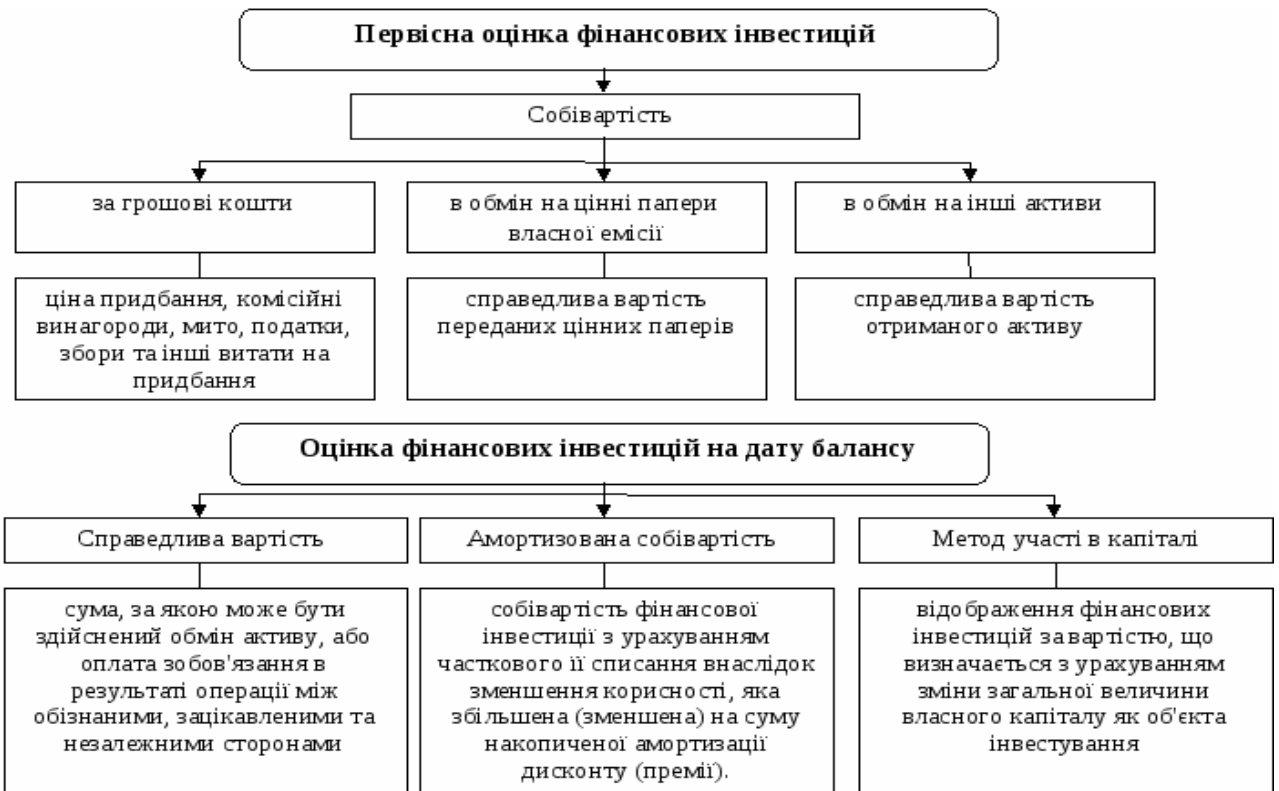 Первісна оцінка фінансових інвестицій
Собівартість
за грошові кошти
в обмін на цінні папери
власної емісії
в обмін на інші активи
ціна придбання, комісійні
винагороди, мито, податки,
збори та інші витати на
придбання
справедлива вартість
переданих цінних паперів
справедлива вартість
отриманого активу
Оцінка фінансових інвестицій на дату балансу
Справедлива вартість
Амортизована собівартість
Метод участі в капіталі
сума, за якою може бути
здійснений обмін активу, або
оплата зобов'язання в
результаті операції між
обізнаними, зацікавленими та
незалежними сторонами
собівартість фінансової
інвестиції з урахуванням
часткового її списання внаслідок
зменшення корисності, яка
збільшена (зменшена) на суму
накопиченої амортизації
дисконту (премії).
відображення фінансових
інвестицій за вартістю, що
визначається з урахуванням
зміни загальної величини
власного капіталу як об'єкта
інвестування